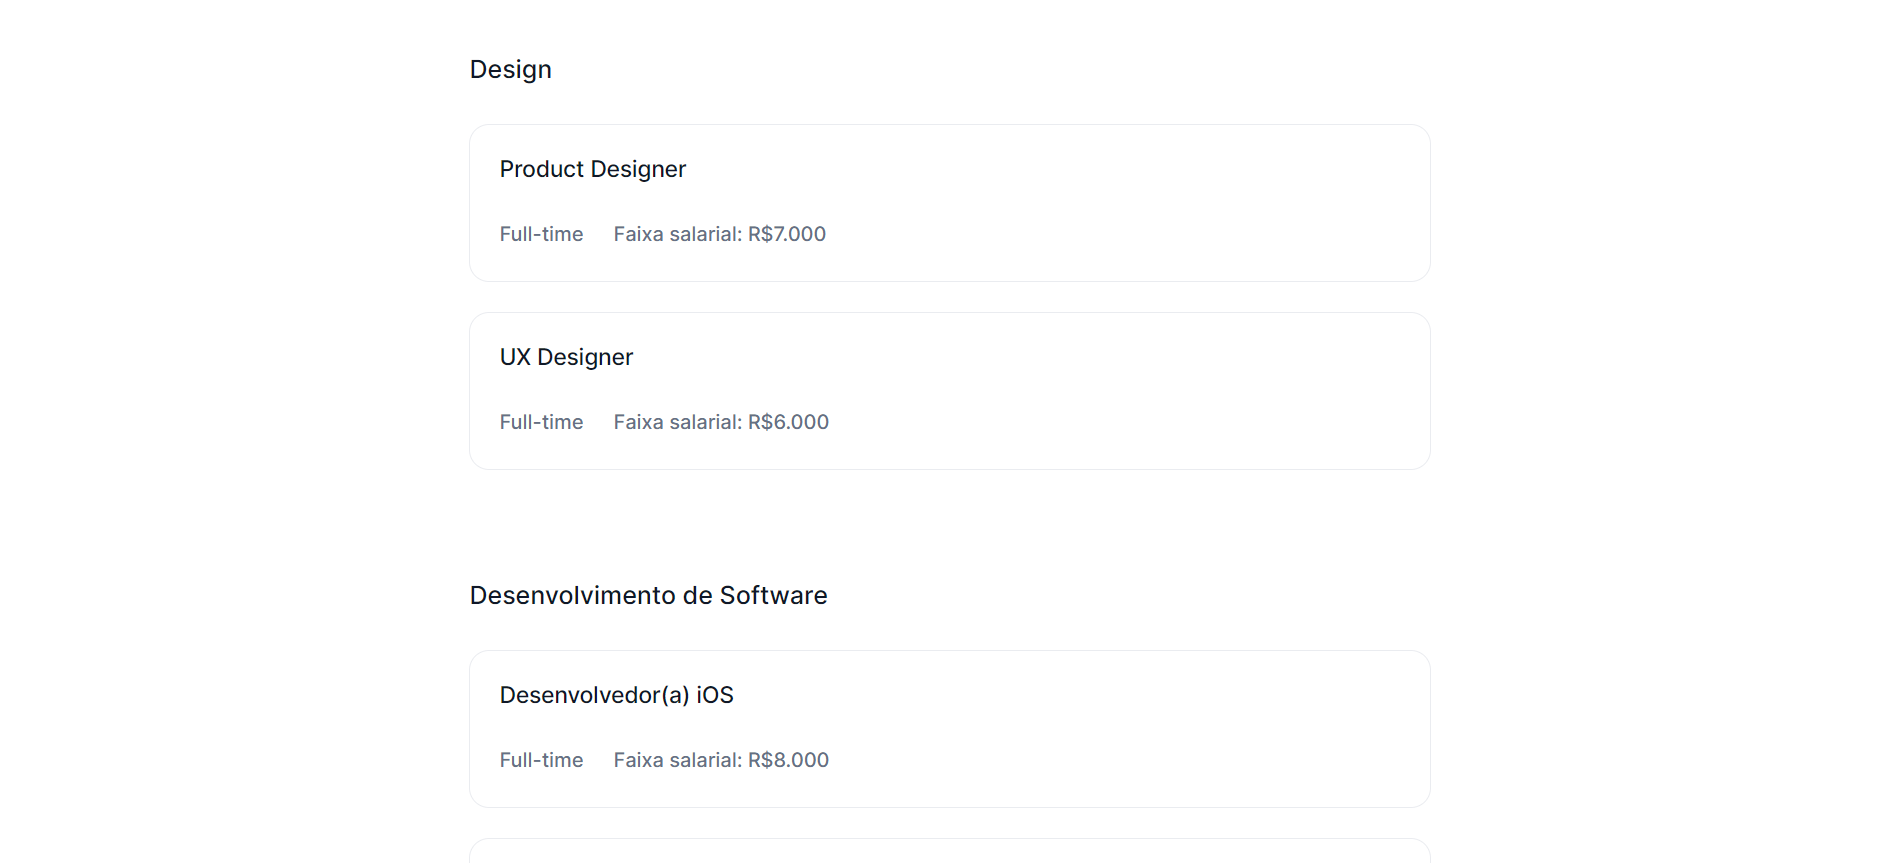 Design
Product Designer
Full-time Faixa salarial: R$7.000
UX Designer
Full-time Faixa salarial: R$6.000
Desenvolvimento de Software
Desenvolvedor(a) iOS
Full-time Faixa salarial: R$8.000